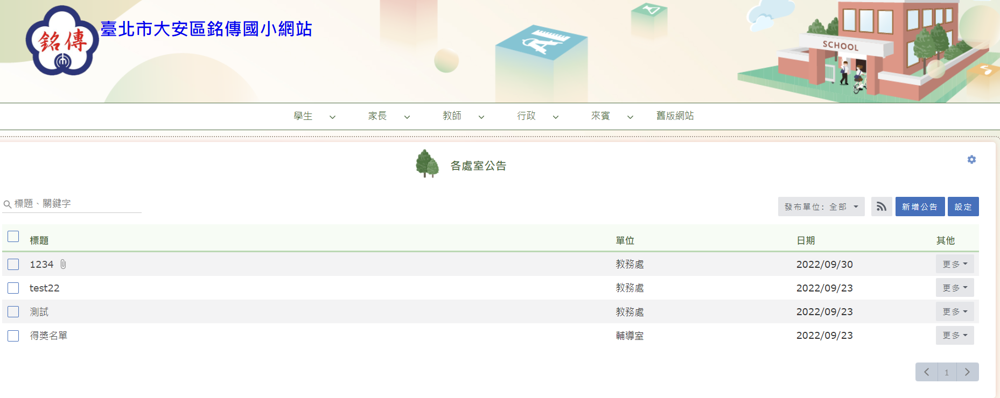 銘傳
臺北市大安區銘傳國小網站
SCHOOL
學生 家長 教師 行政 來賓 舊版網站
各處室公告
標題、關鍵字
發布單位: 全部 新增公告 設定
標題 單位 日期 其他
1234 教務處 2022/09/30 更多
test22 教務處 2022/09/23 更多
測試 教務處 2022/09/23 更多
得獎名單 輔導室 2022/09/23 更多
1